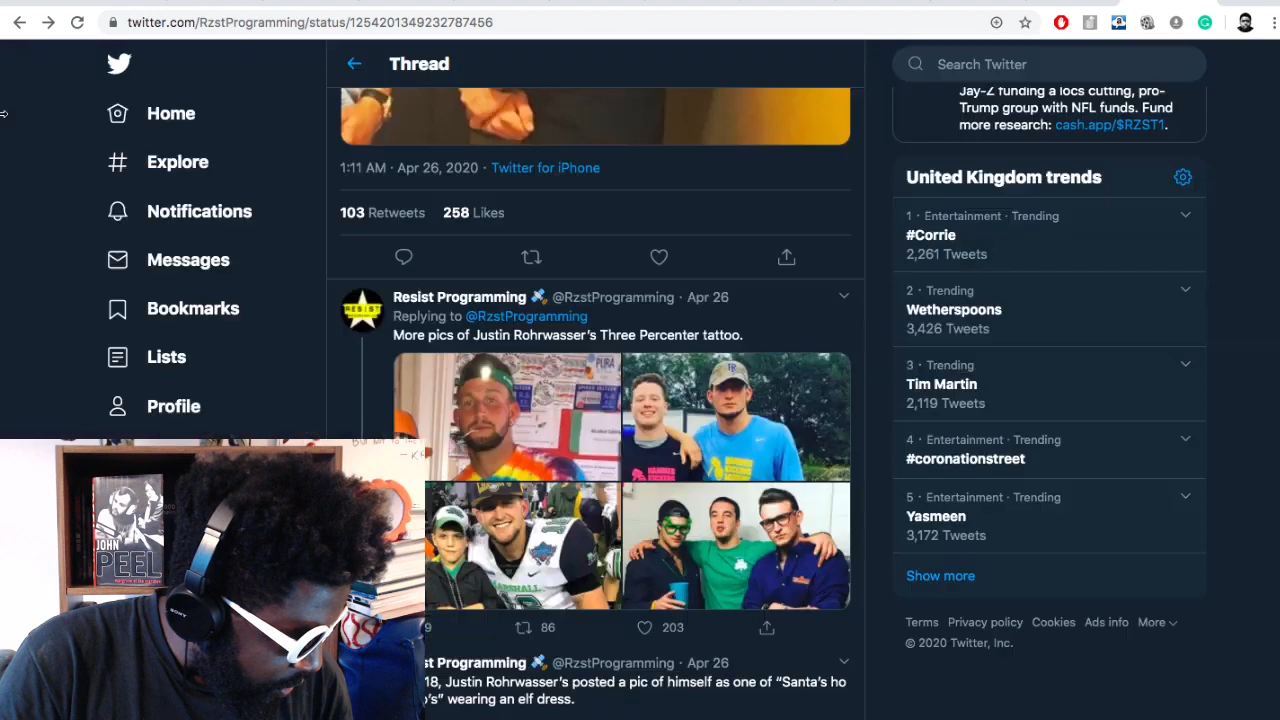 twitter.com/RzstProgramming/status/1254201349232787456
Thread
Search Twitter
Home
Explore
Notifications
Messages
Bookmarks
Lists
Profile
1:11 AM · Apr 26, 2020 · Twitter for iPhone
103 Retweets 258 Likes
Resist Programming @RzstProgramming · Apr 26
Replying to @RzstProgramming
More pics of Justin Rohrwasser's Three Percenter tattoo.
RESIST
PURA
MARSHALL
86
203
st Programming @RzstProgramming · Apr 26
18, Justin Rohrwasser's posted a pic of himself as one of "Santa's ho
o's" wearing an elf dress.
Jay-Z funding a locs cutting, pro-
Trump group with NFL funds. Fund
more research: cash.app/$RZST1.
United Kingdom trends
1 · Entertainment · Trending
#Corrie
2,261 Tweets
2 · Trending
Wetherspoons
3,426 Tweets
3 · Trending
Tim Martin
2,119 Tweets
4 · Entertainment · Trending
#coronationstreet
5 · Entertainment · Trending
Yasmeen
3,172 Tweets
Show more
Terms Privacy policy Cookies Ads info More
© 2020 Twitter, Inc.
JOHN
PEEL
SONY